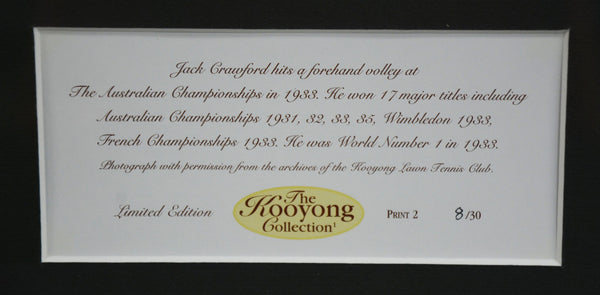 Jack Crawford hits a forehand volley at
The Australian Championships in 1933. He won 17 major titles including
Australian Championships 1931, 32, 33, 35, Wimbledon 1933,
French Championships 1933. He was World Number 1 in 1933.
Photograph with permission from the archives of the Kooyong Lawn Tennis Club.
Limited Edition
The
Kooyong
Collection¹
PRINT 2
8/30